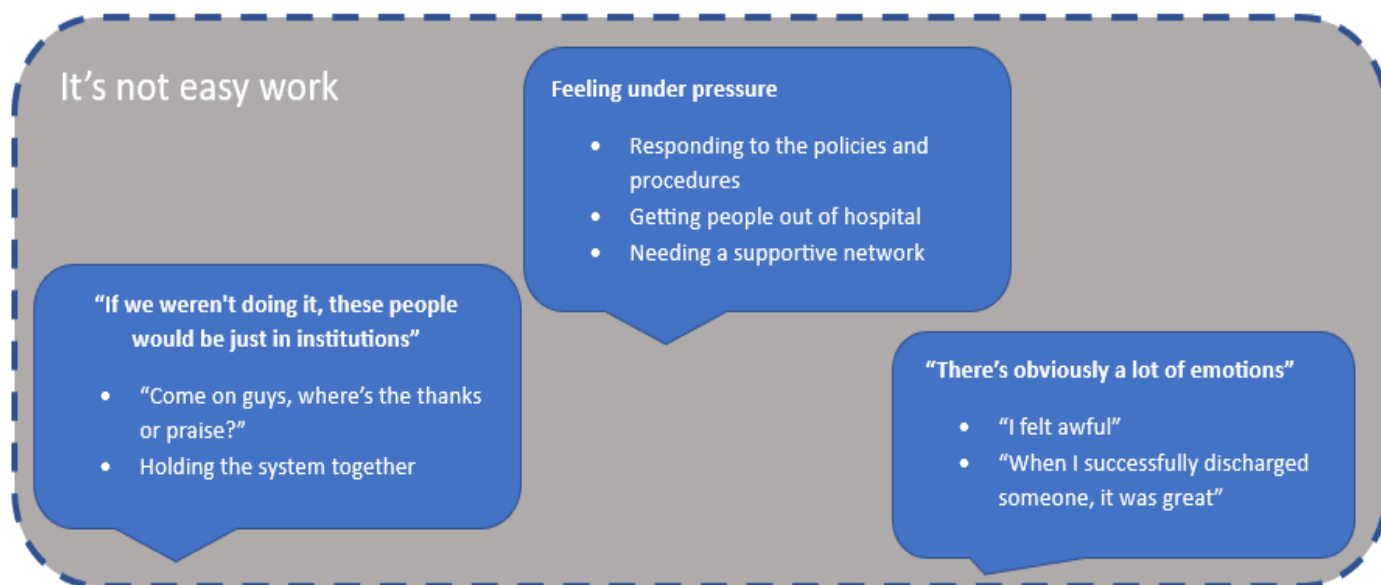 It’s not easy work
Feeling under pressure
• Responding to the policies and
procedures
• Getting people out of hospital
• Needing a supportive network
“If we weren't doing it, these people
would be just in institutions”
• “Come on guys, where’s the thanks
or praise?”
• Holding the system together
“There’s obviously a lot of emotions”
• “I felt awful”
• “When I successfully discharged
someone, it was great”